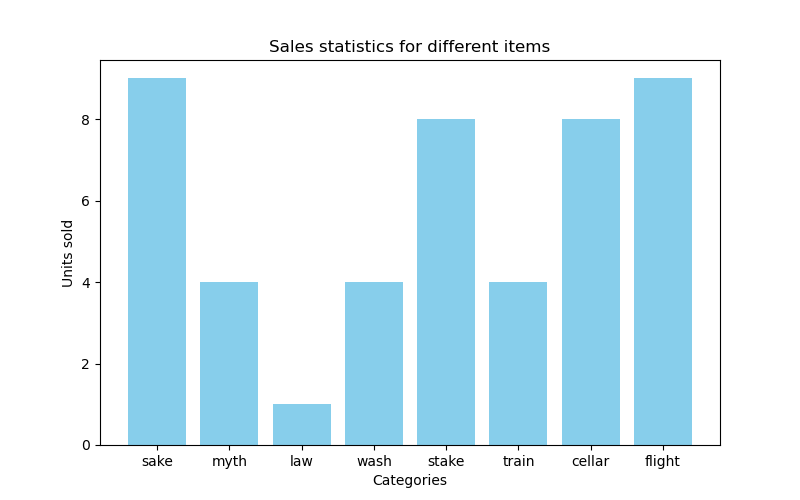 Sales statistics for different items
Units sold
8
6
4
2
0
sake myth law wash stake train cellar flight
Categories